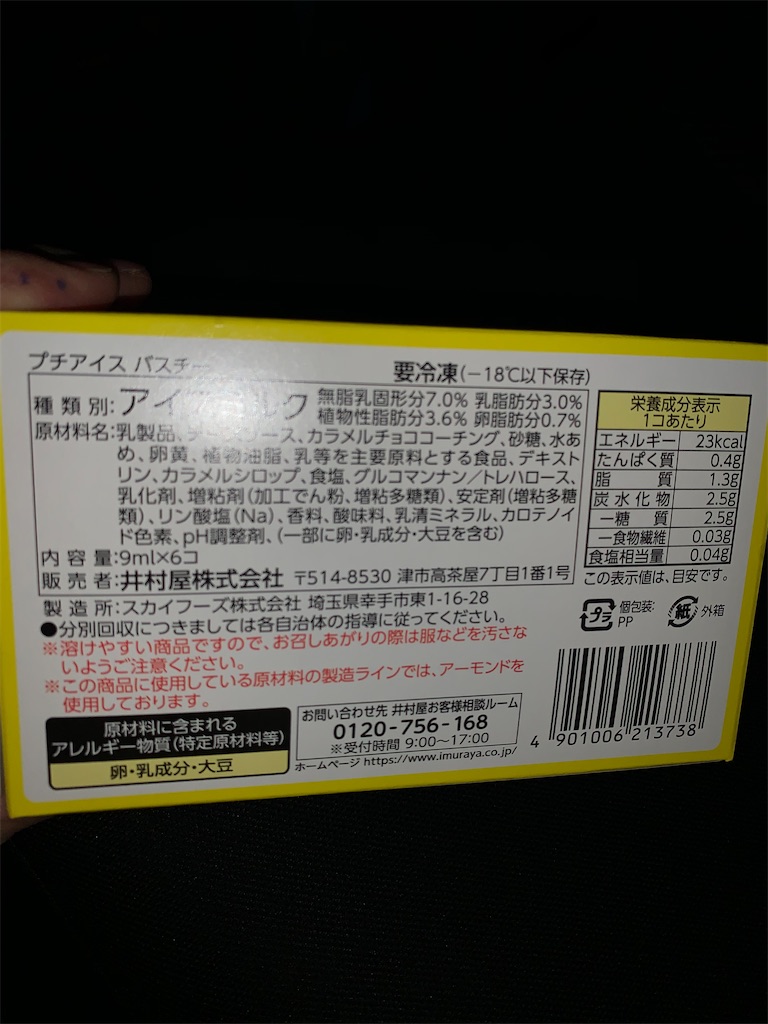 プチアイス バスチー
要冷凍(-18℃以下保存)
種類別:アイスミルク 無脂乳固形分7.0% 乳脂肪分3.0%
植物性脂肪分3.6% 卵脂肪分0.7%
原材料名:乳製品、チーズソース、カラメルチョココーチング、砂糖、水あ
め、卵黄、植物油脂、乳等を主要原料とする食品、デキスト
リン、カラメルシロップ、食塩、グルコマンナン/トレハロース、
乳化剤、増粘剤(加工でん粉、増粘多糖類)、安定剤(増粘多糖
類)、リン酸塩(Na)、香料、酸味料、乳清ミネラル、カロテノイ
ド色素、pH調整剤、(一部に卵・乳成分・大豆を含む)
内容量:9ml×6コ
販売者:井村屋株式会社 〒514-8530 津市高茶屋7丁目1番1号
製造所:スカイフーズ株式会社 埼玉県幸手市東1-16-28
●分別回収につきましては各自治体の指導に従ってください。
※溶けやすい商品ですので、お召しあがりの際は服などを汚さな
いようご注意ください。
※この商品に使用している原材料の製造ラインでは、アーモンドを
使用しております。
原材料に含まれる
アレルギー物質(特定原材料等)
卵・乳成分・大豆
お問い合わせ先 井村屋お客様相談ルーム
0120-756-168
※受付時間 9:00〜17:00
ホームページ https://www.imuraya.co.jp/
栄養成分表示
1コあたり
エネルギー 23kcal
たんぱく質 0.4g
脂質 1.3g
炭水化物 2.5g
-糖質 2.5g
-食物繊維 0.03g
食塩相当量 0.04g
この表示値は、目安です。
プラ 個包装:
PP
紙 外箱
4 901006 213738